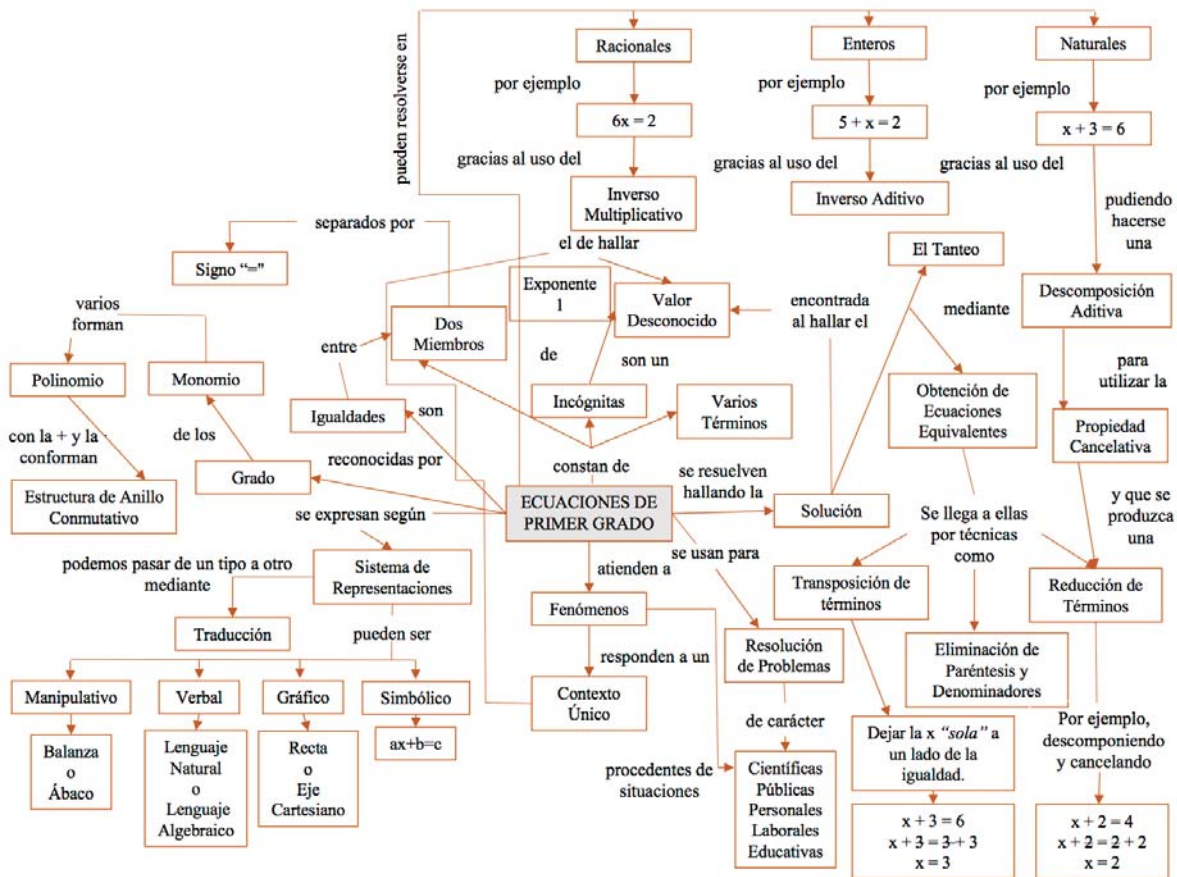 pueden resolverse en
Racionales
Enteros
Naturales
por ejemplo
por ejemplo
por ejemplo
6x = 2
5 + x = 2
x + 3 = 6
gracias al uso del
gracias al uso del
gracias al uso del
Inverso
Multiplicativo
Inverso Aditivo
pudiendo
hacerse
una
separados por
Signo “=”
el de hallar
El Tanteo
Exponente
1
Valor
Desconocido
encontrada
al hallar el
mediante
Descomposición
Aditiva
varios
forman
Dos
Miembros
entre
de
son un
para
utilizar la
Polinomio
Monomio
Igualdades
son
Incógnitas
Varios
Términos
Obtención de
Ecuaciones
Equivalentes
Propiedad
Cancelativa
con la + y la ·
conforman
de los
reconocidas por
constan de
Estructura de Anillo
Conmutativo
Grado
ECUACIONES DE
PRIMER GRADO
se resuelven
hallando la
Solución
Se llega a ellas
por técnicas
como
y que se
produzca una
se expresan según
podemos pasar de un tipo a otro
mediante
Sistema de
Representaciones
atienden a
se usan para
Transposición de
términos
Reducción de
Términos
Traducción
pueden ser
Fenómenos
responden a un
Resolución
de Problemas
Eliminación de
Paréntesis y
Denominadores
Manipulativo
Verbal
Gráfico
Simbólico
Contexto
Único
Balanza
o
Ábaco
Lenguaje
Natural
o
Lenguaje
Algebraico
Recta
o
Eje
Cartesiano
ax+b=c
de carácter
procedentes de
situaciones
Científicas
Públicas
Personales
Laborales
Educativas
Dejar la x “sola” a
un lado de la
igualdad.
Por ejemplo,
descomponiendo
y cancelando
x + 3 = 6
x + 3 = 3 + 3
x = 3
x + 2 = 4
x + 2 = 2 + 2
x = 2